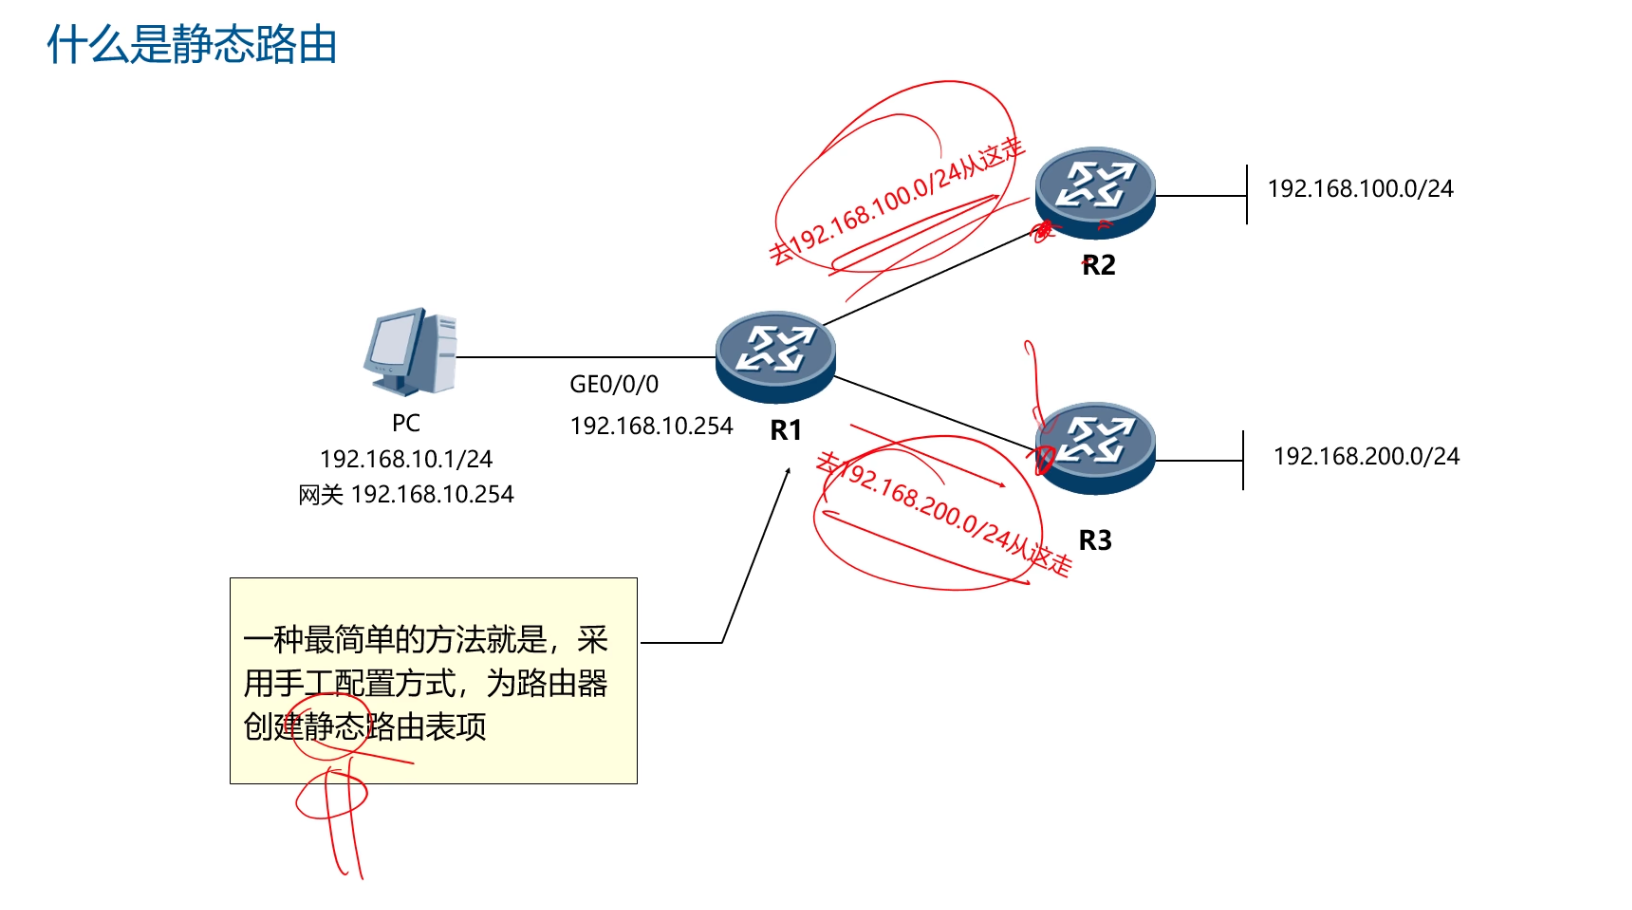 什么是静态路由
去192.168.100.0/24从这走
192.168.100.0/24
R2
GE0/0/0
192.168.10.254
R1
PC
192.168.10.1/24
网关 192.168.10.254
去192.168.200.0/24从这走
192.168.200.0/24
R3
一种最简单的方法就是，采
用手工配置方式，为路由器
创建静态路由表项